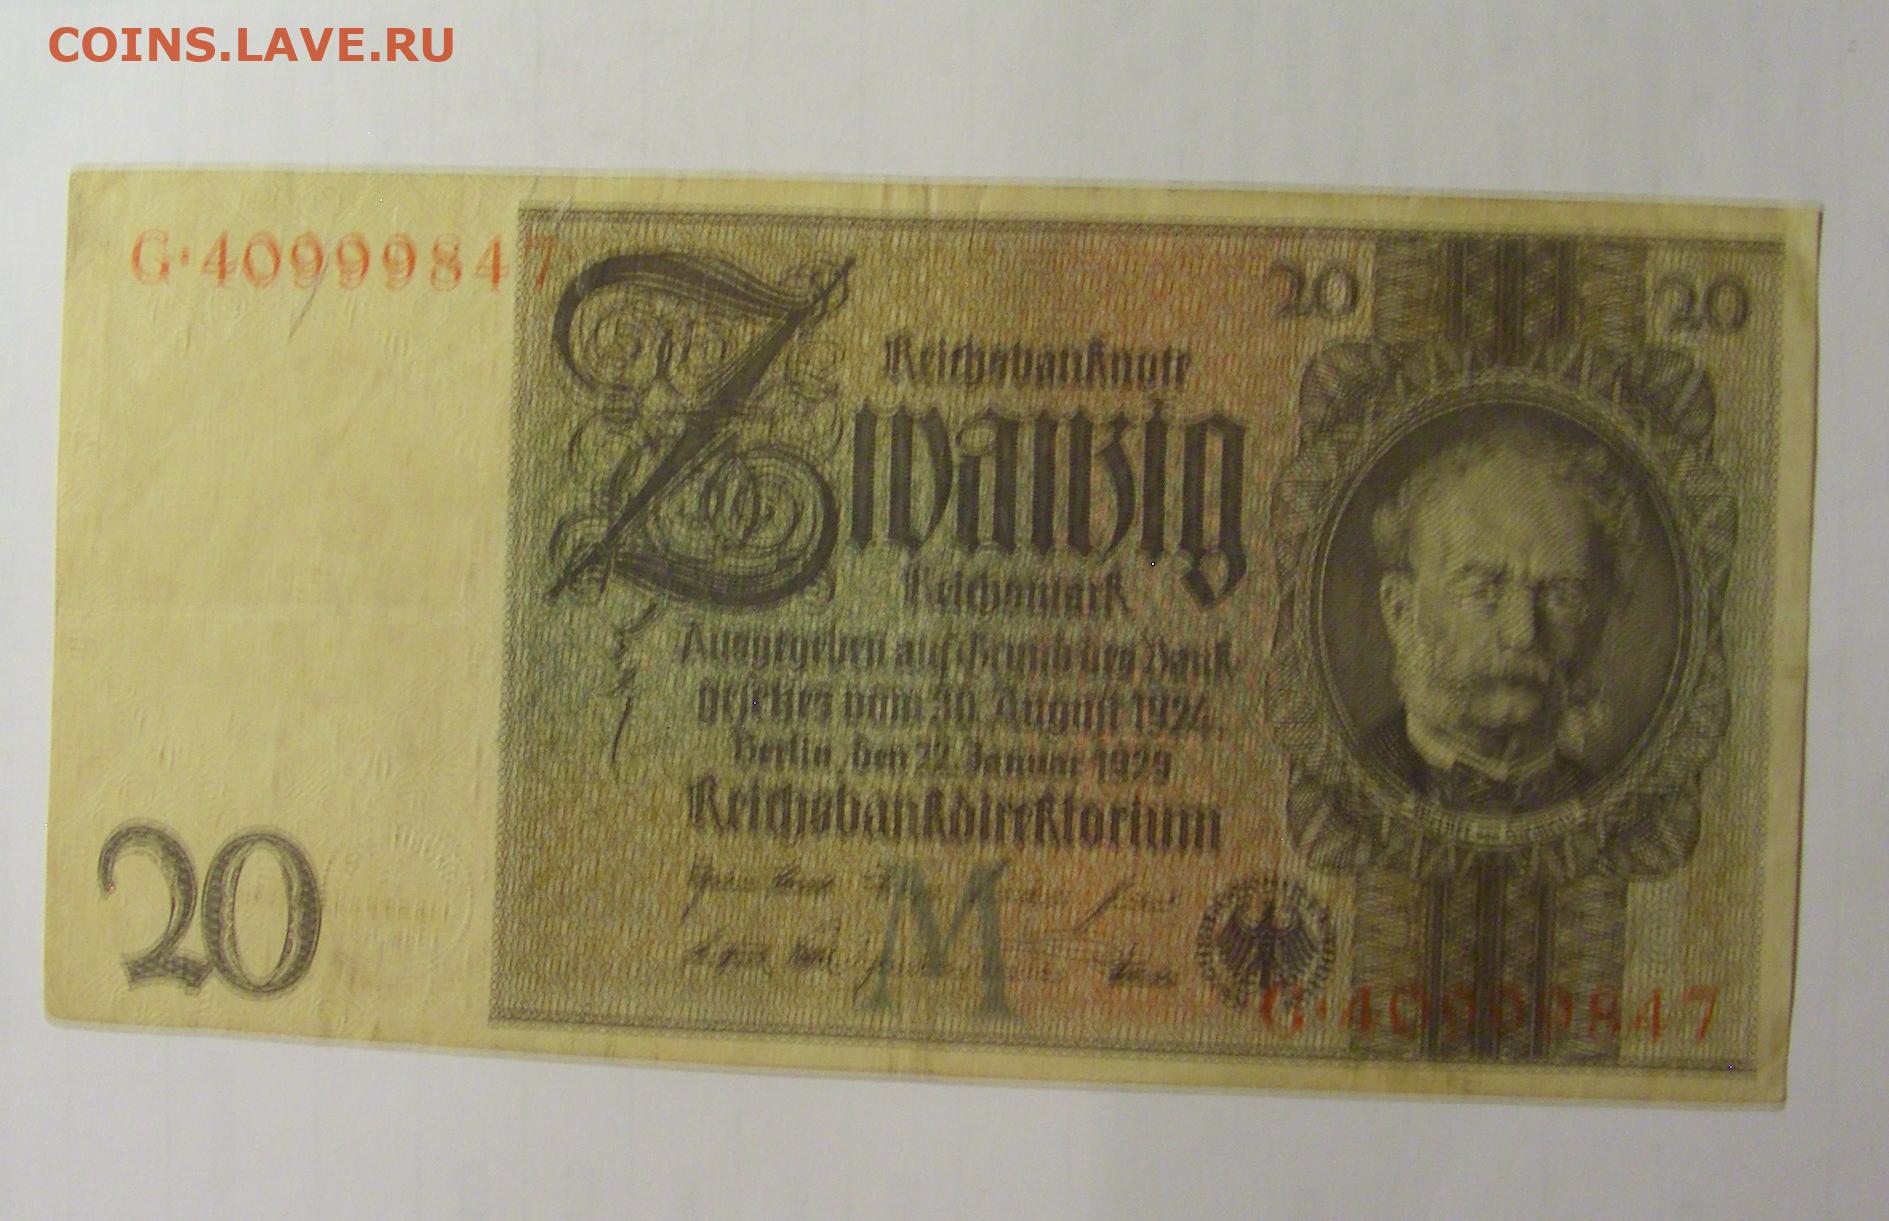 COINS.LAVE.RU
G·40999847
20
20
Reichsbanknote
Zwanzig
Reichsmark
Ausgegeben auf Grund des Bank-
gesetzes vom 30. August 1924
Berlin, den 22. Januar 1929
Reichsbankdirektorium
M
20
G·40999847